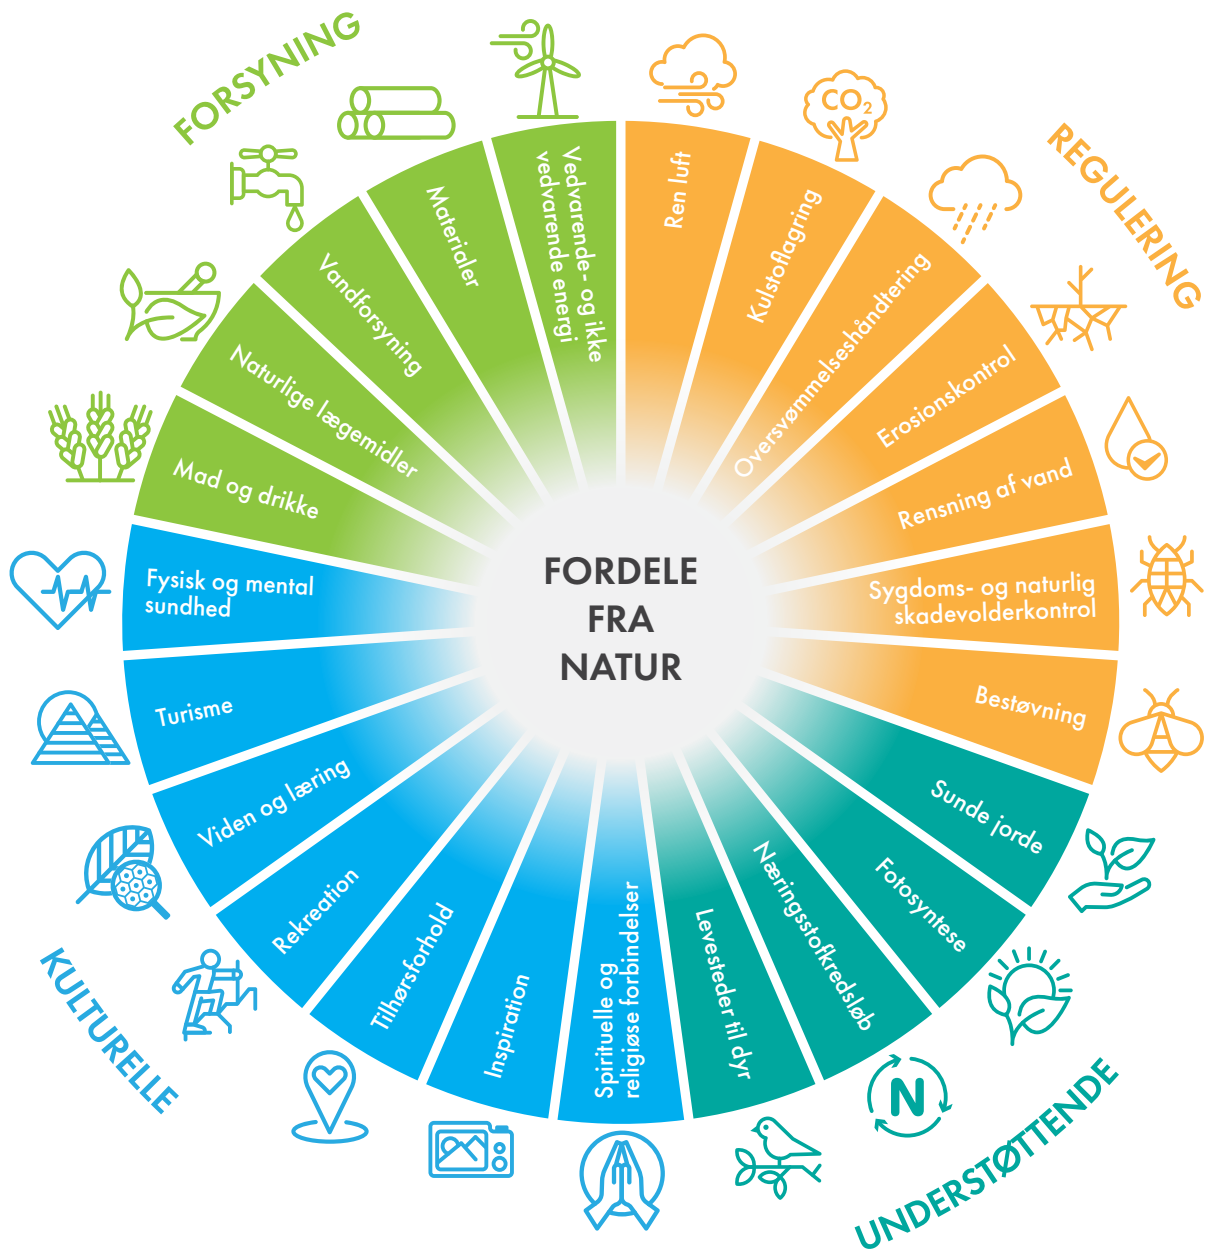 FORDELE
FRA
NATUR
FORSYNING
Vedvarende- og ikke
vedvarende energi
Materialer
Vandforsyning
Naturlige lægemidler
Mad og drikke
REGULERING
Ren luft
CO₂
Kulstoflagring
Oversvømmelseshåndtering
Erosionskontrol
Rensning af vand
Sygdoms- og naturlig
skadevolderkontrol
Bestøvning
UNDERSTØTTENDE
Sunde jorde
Fotosyntese
Næringsstofkredsløb
N
Levesteder til dyr
KULTURELLE
Spirituelle og
religiøse forbindelser
Inspiration
Tilhørsforhold
Rekreation
Viden og læring
Turisme
Fysisk og mental
sundhed